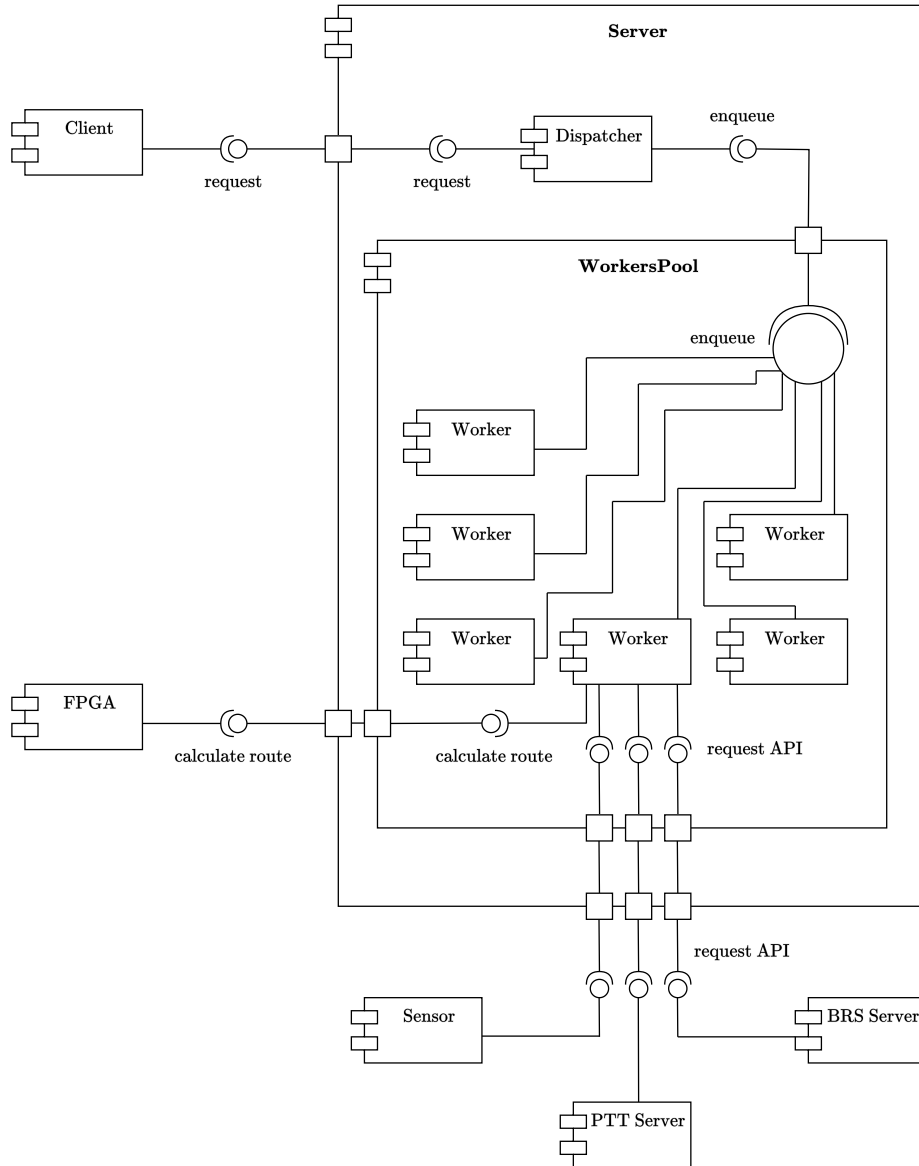 Server
Client
Dispatcher
enqueue
request
request
WorkersPool
enqueue
Worker
Worker
Worker
Worker
Worker
Worker
FPGA
calculate route
calculate route
request API
request API
Sensor
BRS Server
PTT Server